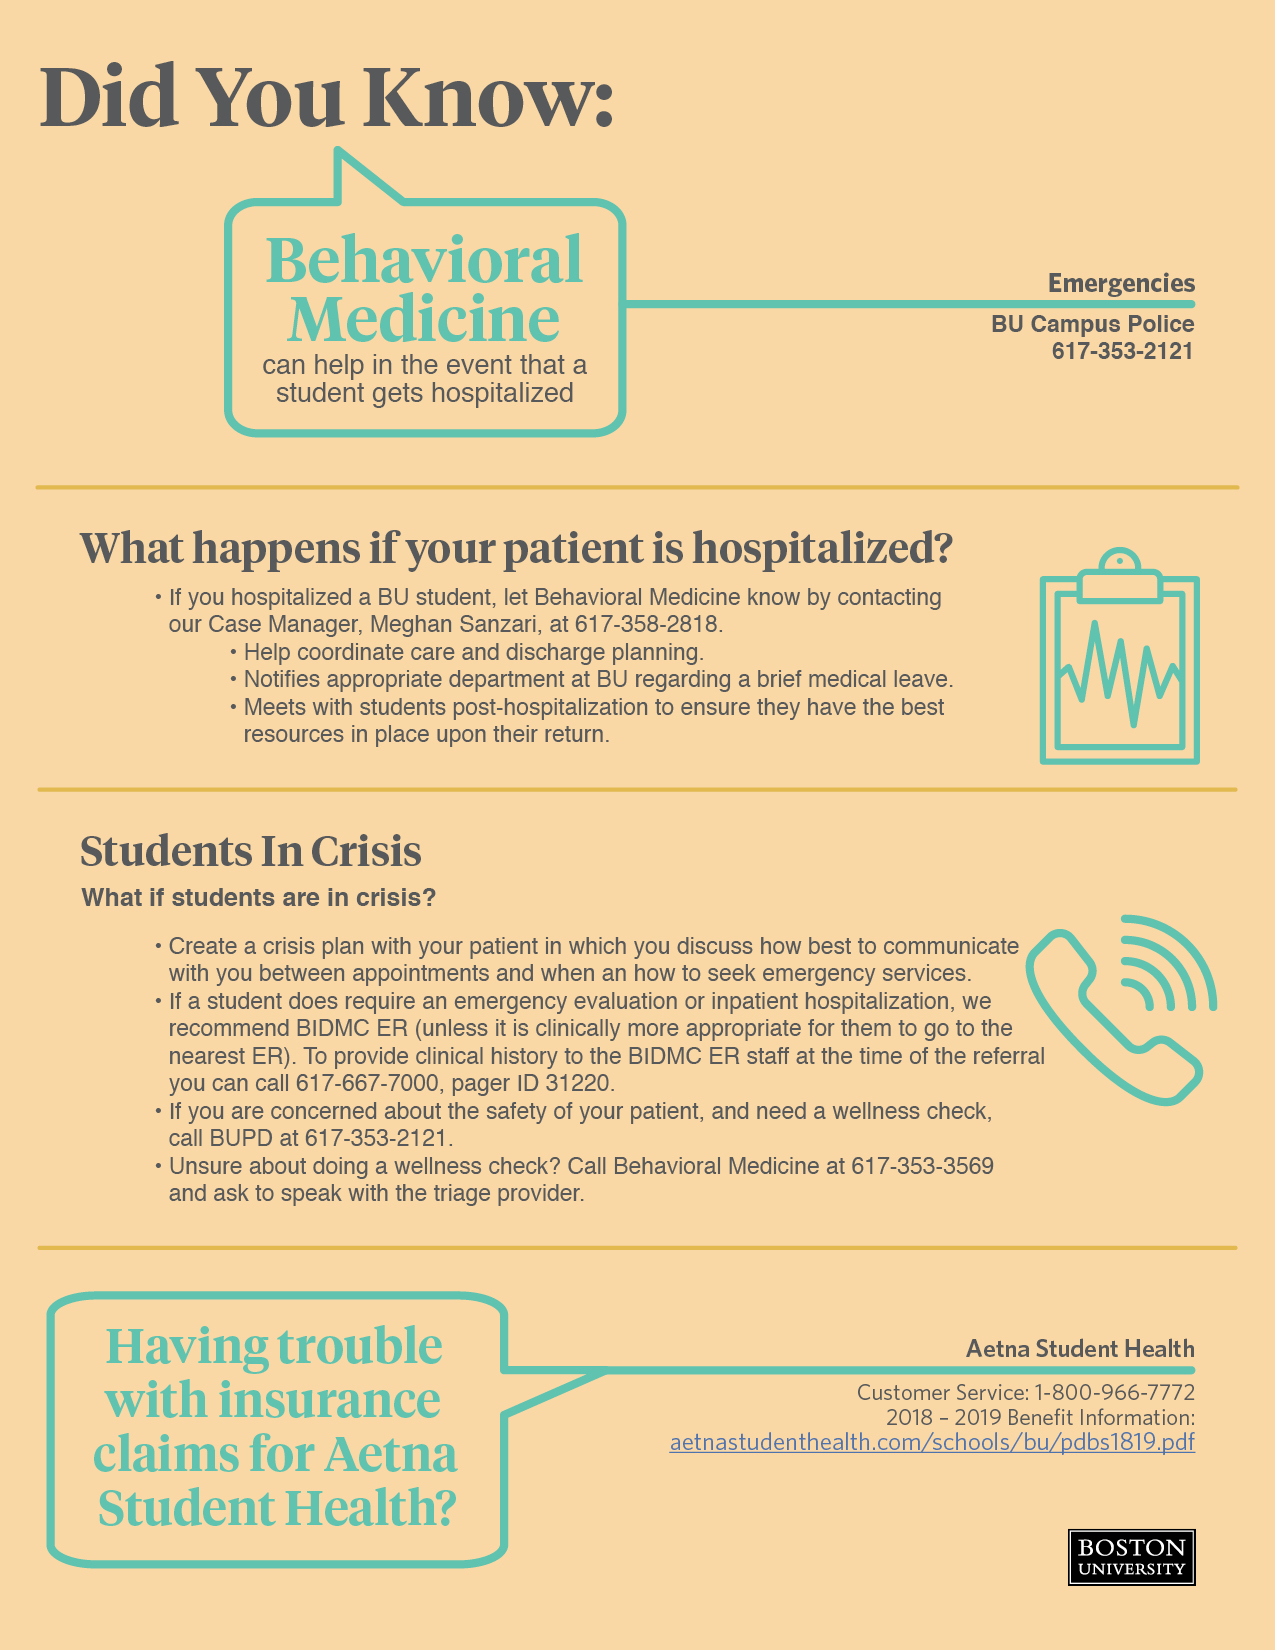 Did You Know:
Behavioral
Medicine
can help in the event that a
student gets hospitalized
Emergencies
BU Campus Police
617-353-2121
What happens if your patient is hospitalized?
• If you hospitalized a BU student, let Behavioral Medicine know by contacting
our Case Manager, Meghan Sanzari, at 617-358-2818.
• Help coordinate care and discharge planning.
• Notifies appropriate department at BU regarding a brief medical leave.
• Meets with students post-hospitalization to ensure they have the best
resources in place upon their return.
Students In Crisis
What if students are in crisis?
• Create a crisis plan with your patient in which you discuss how best to communicate
with you between appointments and when an how to seek emergency services.
• If a student does require an emergency evaluation or inpatient hospitalization, we
recommend BIDMC ER (unless it is clinically more appropriate for them to go to the
nearest ER). To provide clinical history to the BIDMC ER staff at the time of the referral
you can call 617-667-7000, pager ID 31220.
• If you are concerned about the safety of your patient, and need a wellness check,
call BUPD at 617-353-2121.
• Unsure about doing a wellness check? Call Behavioral Medicine at 617-353-3569
and ask to speak with the triage provider.
Having trouble
with insurance
claims for Aetna
Student Health?
Aetna Student Health
Customer Service: 1-800-966-7772
2018 – 2019 Benefit Information:
aetnastudenthealth.com/schools/bu/pdbs1819.pdf
BOSTON
UNIVERSITY